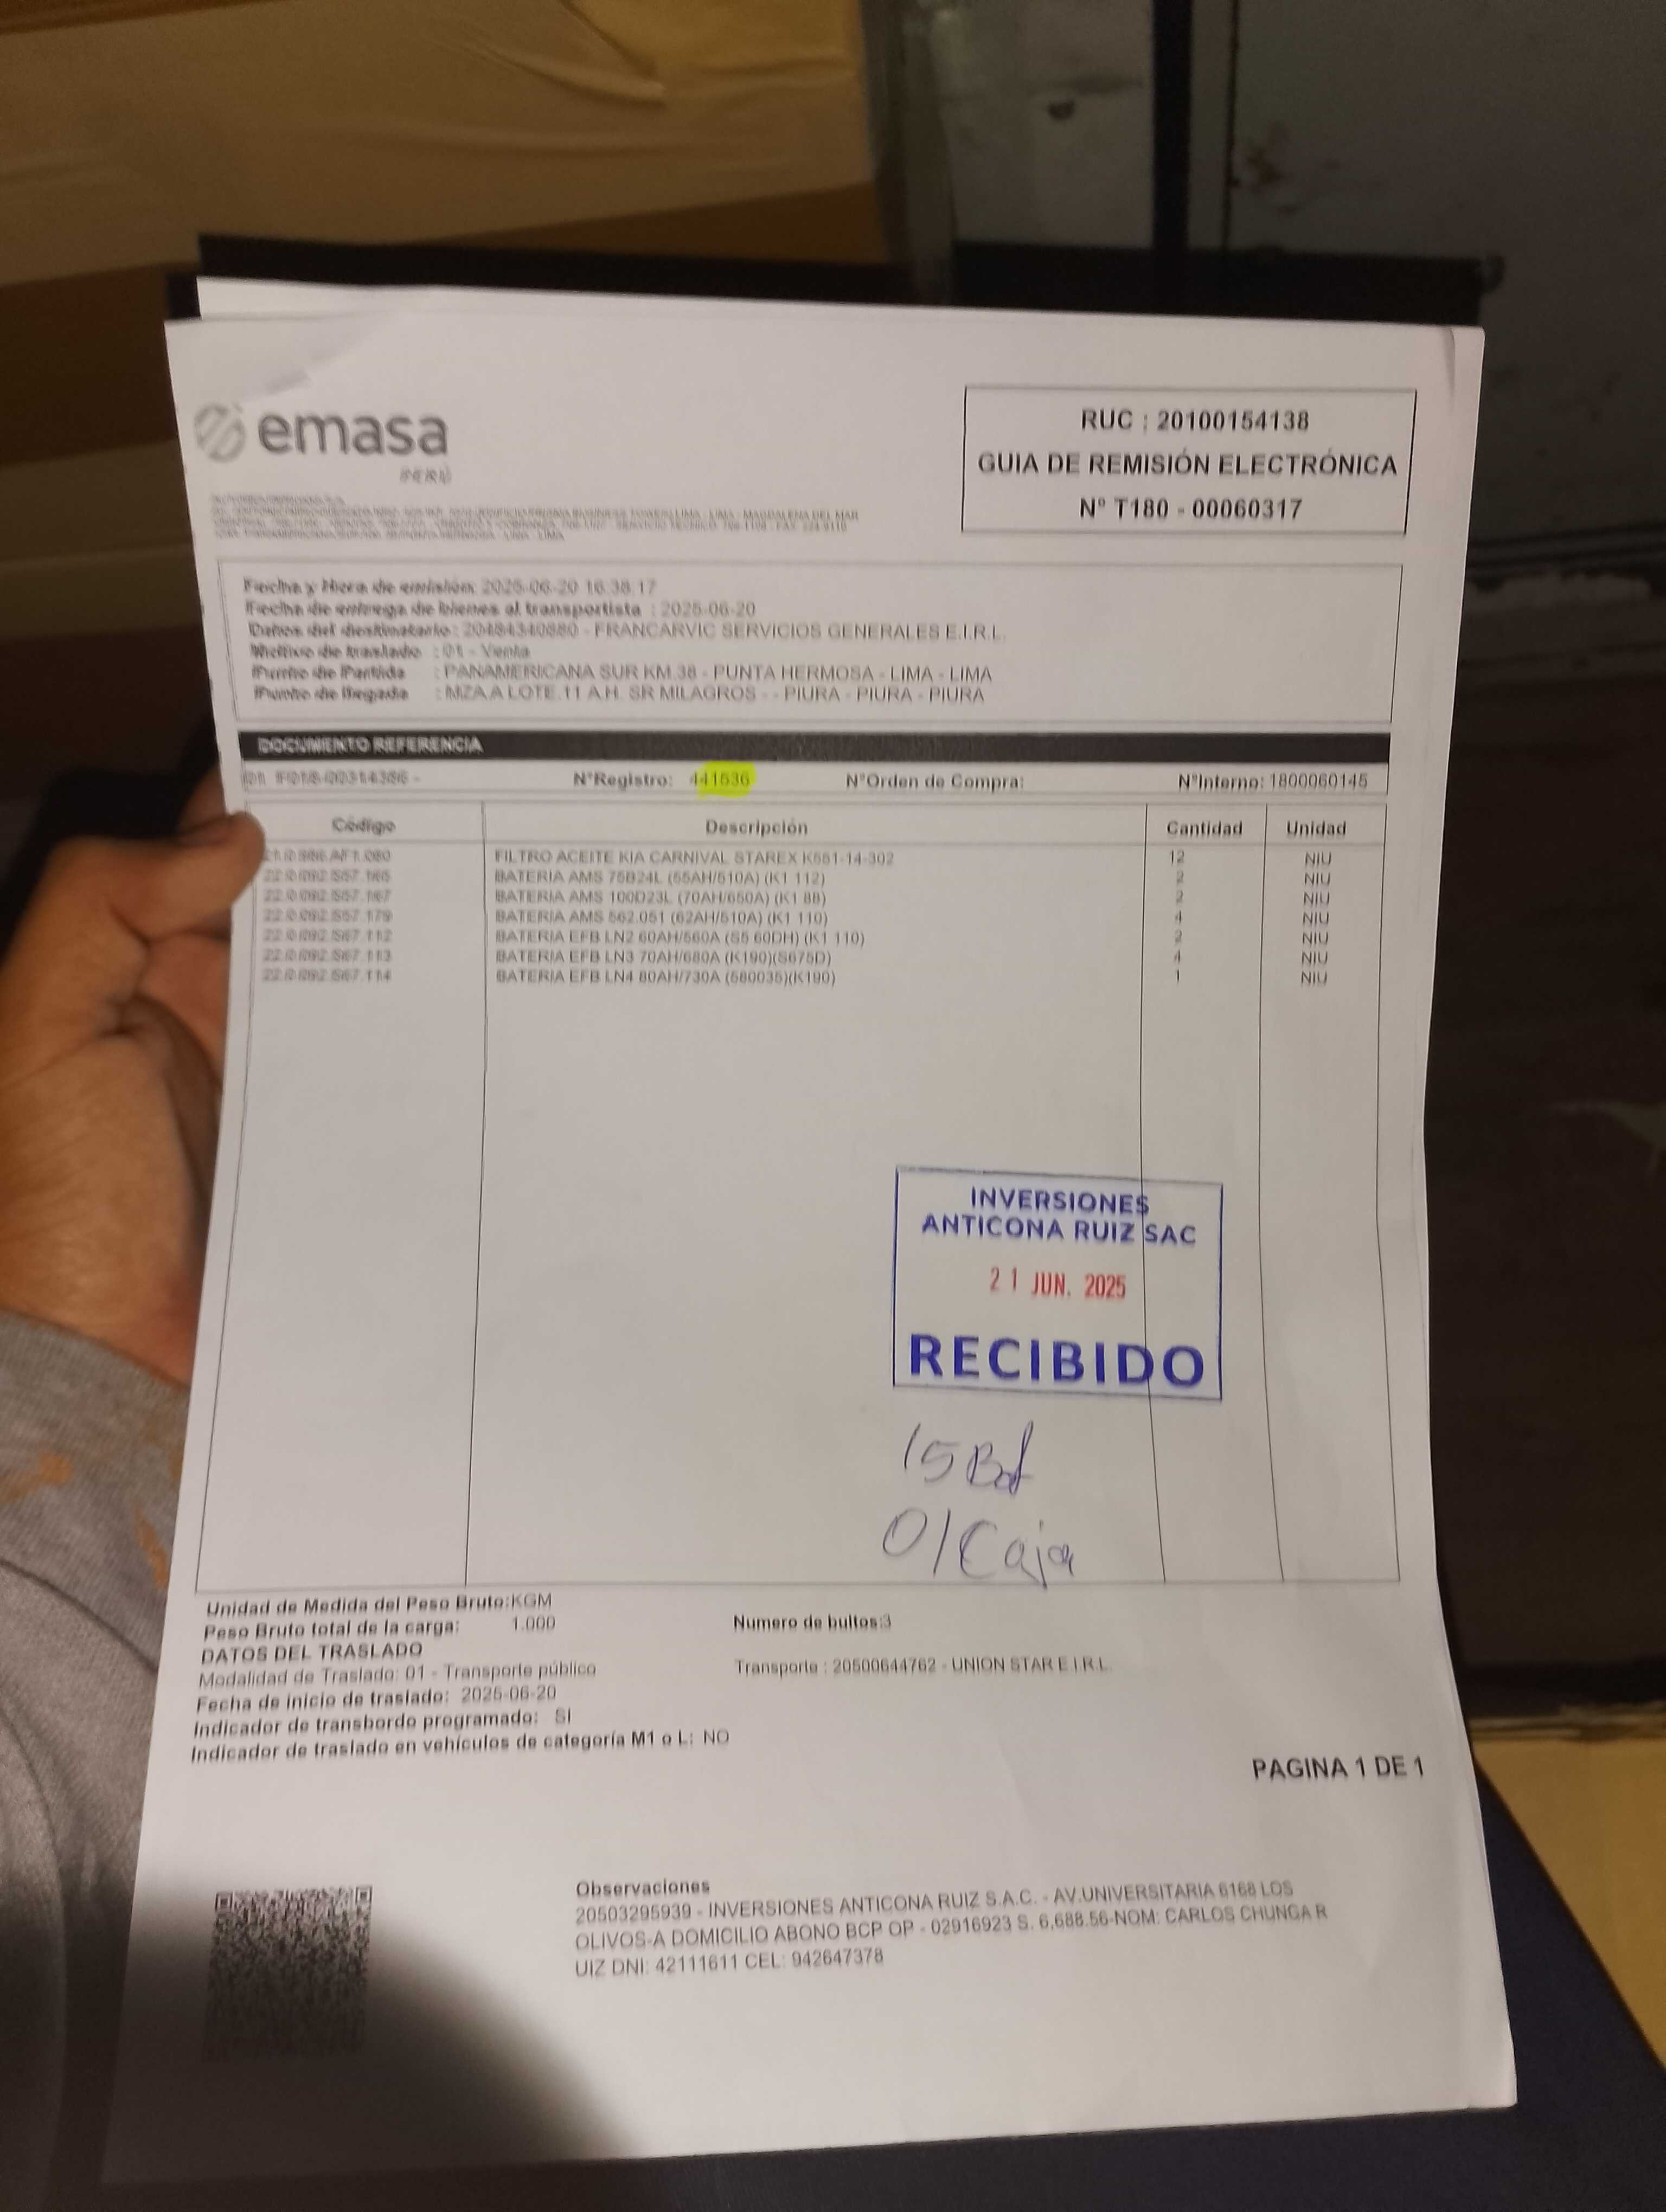 emasa
PERÚ
RUC : 20100154138
GUIA DE REMISIÓN ELECTRÓNICA
N° T180 - 00060317
LIMA - MAGDALENA DEL MAR
Fecha y Hora de emisión: 2025-06-20 16:38:17
Fecha de entrega de bienes al transportista : 2025-06-20
Datos del destinatario : 20484340880 - FRANCARVIC SERVICIOS GENERALES E.I.R.L.
Motivo de traslado : 01 - Venta
Punto de Partida : PANAMERICANA SUR KM.38 - PUNTA HERMOSA - LIMA - LIMA
Punto de llegada : MZA A LOTE. 11 A.H. SR MILAGROS - - PIURA - PIURA - PIURA
DOCUMENTO REFERENCIA
N°Registro: 441536 N°Orden de Compra: N°Interno: 1800060145
Código Descripción Cantidad Unidad
FILTRO ACEITE KIA CARNIVAL STAREX K551-14-302 12 NIU
BATERIA AMS 75B24L (55AH/510A) (K1 112) 2 NIU
BATERIA AMS 100D23L (70AH/650A) (K1 88) 2 NIU
BATERIA AMS 562.051 (62AH/510A) (K1 110) 4 NIU
BATERIA EFB LN2 60AH/560A (S5 60DH) (K1 110) 2 NIU
BATERIA EFB LN3 70AH/680A (K190)(S675D) 4 NIU
BATERIA EFB LN4 80AH/730A (580035)(K190) 1 NIU
INVERSIONES
ANTICONA RUIZ SAC
21 JUN. 2025
RECIBIDO
15 Bat
01 Caja
Unidad de Medida del Peso Bruto:KGM
Peso Bruto total de la carga: 1.000 Numero de bultos:3
DATOS DEL TRASLADO
Modalidad de Traslado: 01 - Transporte público Transporte : 20500644762 - UNION STAR E.I.R.L.
Fecha de inicio de traslado: 2025-06-20
Indicador de transbordo programado: SI
Indicador de traslado en vehículos de categoría M1 o L: NO
PAGINA 1 DE 1
Observaciones
20503295939 - INVERSIONES ANTICONA RUIZ S.A.C. - AV.UNIVERSITARIA 6168 LOS
OLIVOS-A DOMICILIO ABONO BCP OP - 02916923 S. 6,688.56-NOM: CARLOS CHUNGA R
UIZ DNI: 42111611 CEL: 942647378